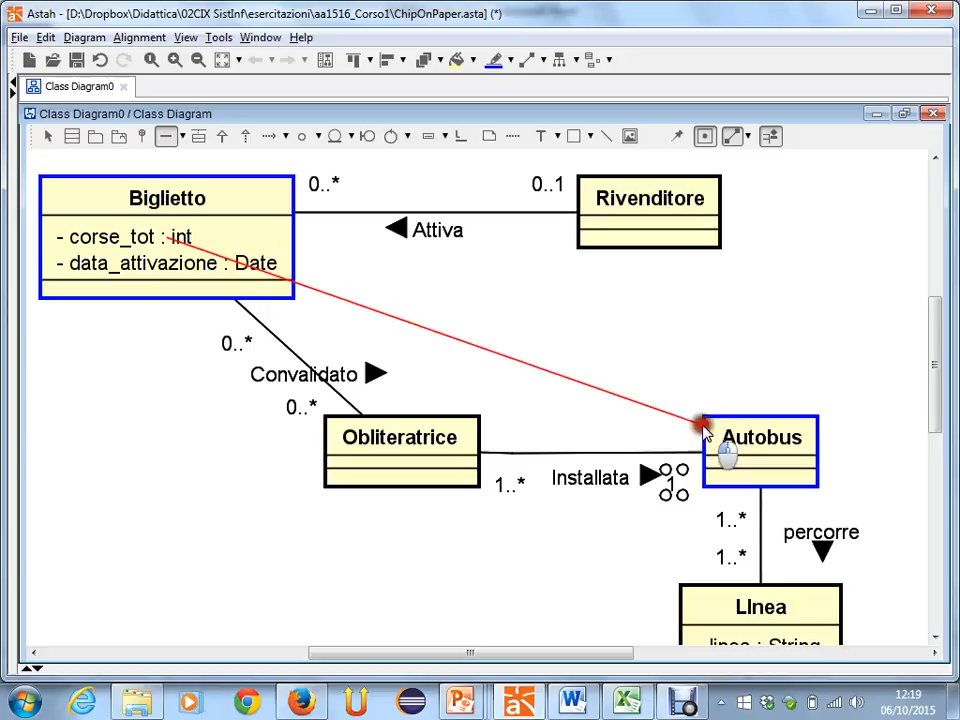 Astah - [D:\Dropbox\Didattica\02CIX SistInf\esercitazioni\aa1516_Corso1\ChipOnPaper.asta] (*)
File Edit Diagram Alignment View Tools Window Help
Class Diagram0
Class Diagram0 / Class Diagram
T
Biglietto
- corse_tot : int
- data_attivazione : Date
0..*
0..1
Attiva
Rivenditore
0..*
Convalidato
0..*
Obliteratrice
1..*
Installata
1
Autobus
1..*
percorre
1..*
LInea
linea : String
12:19
06/10/2015